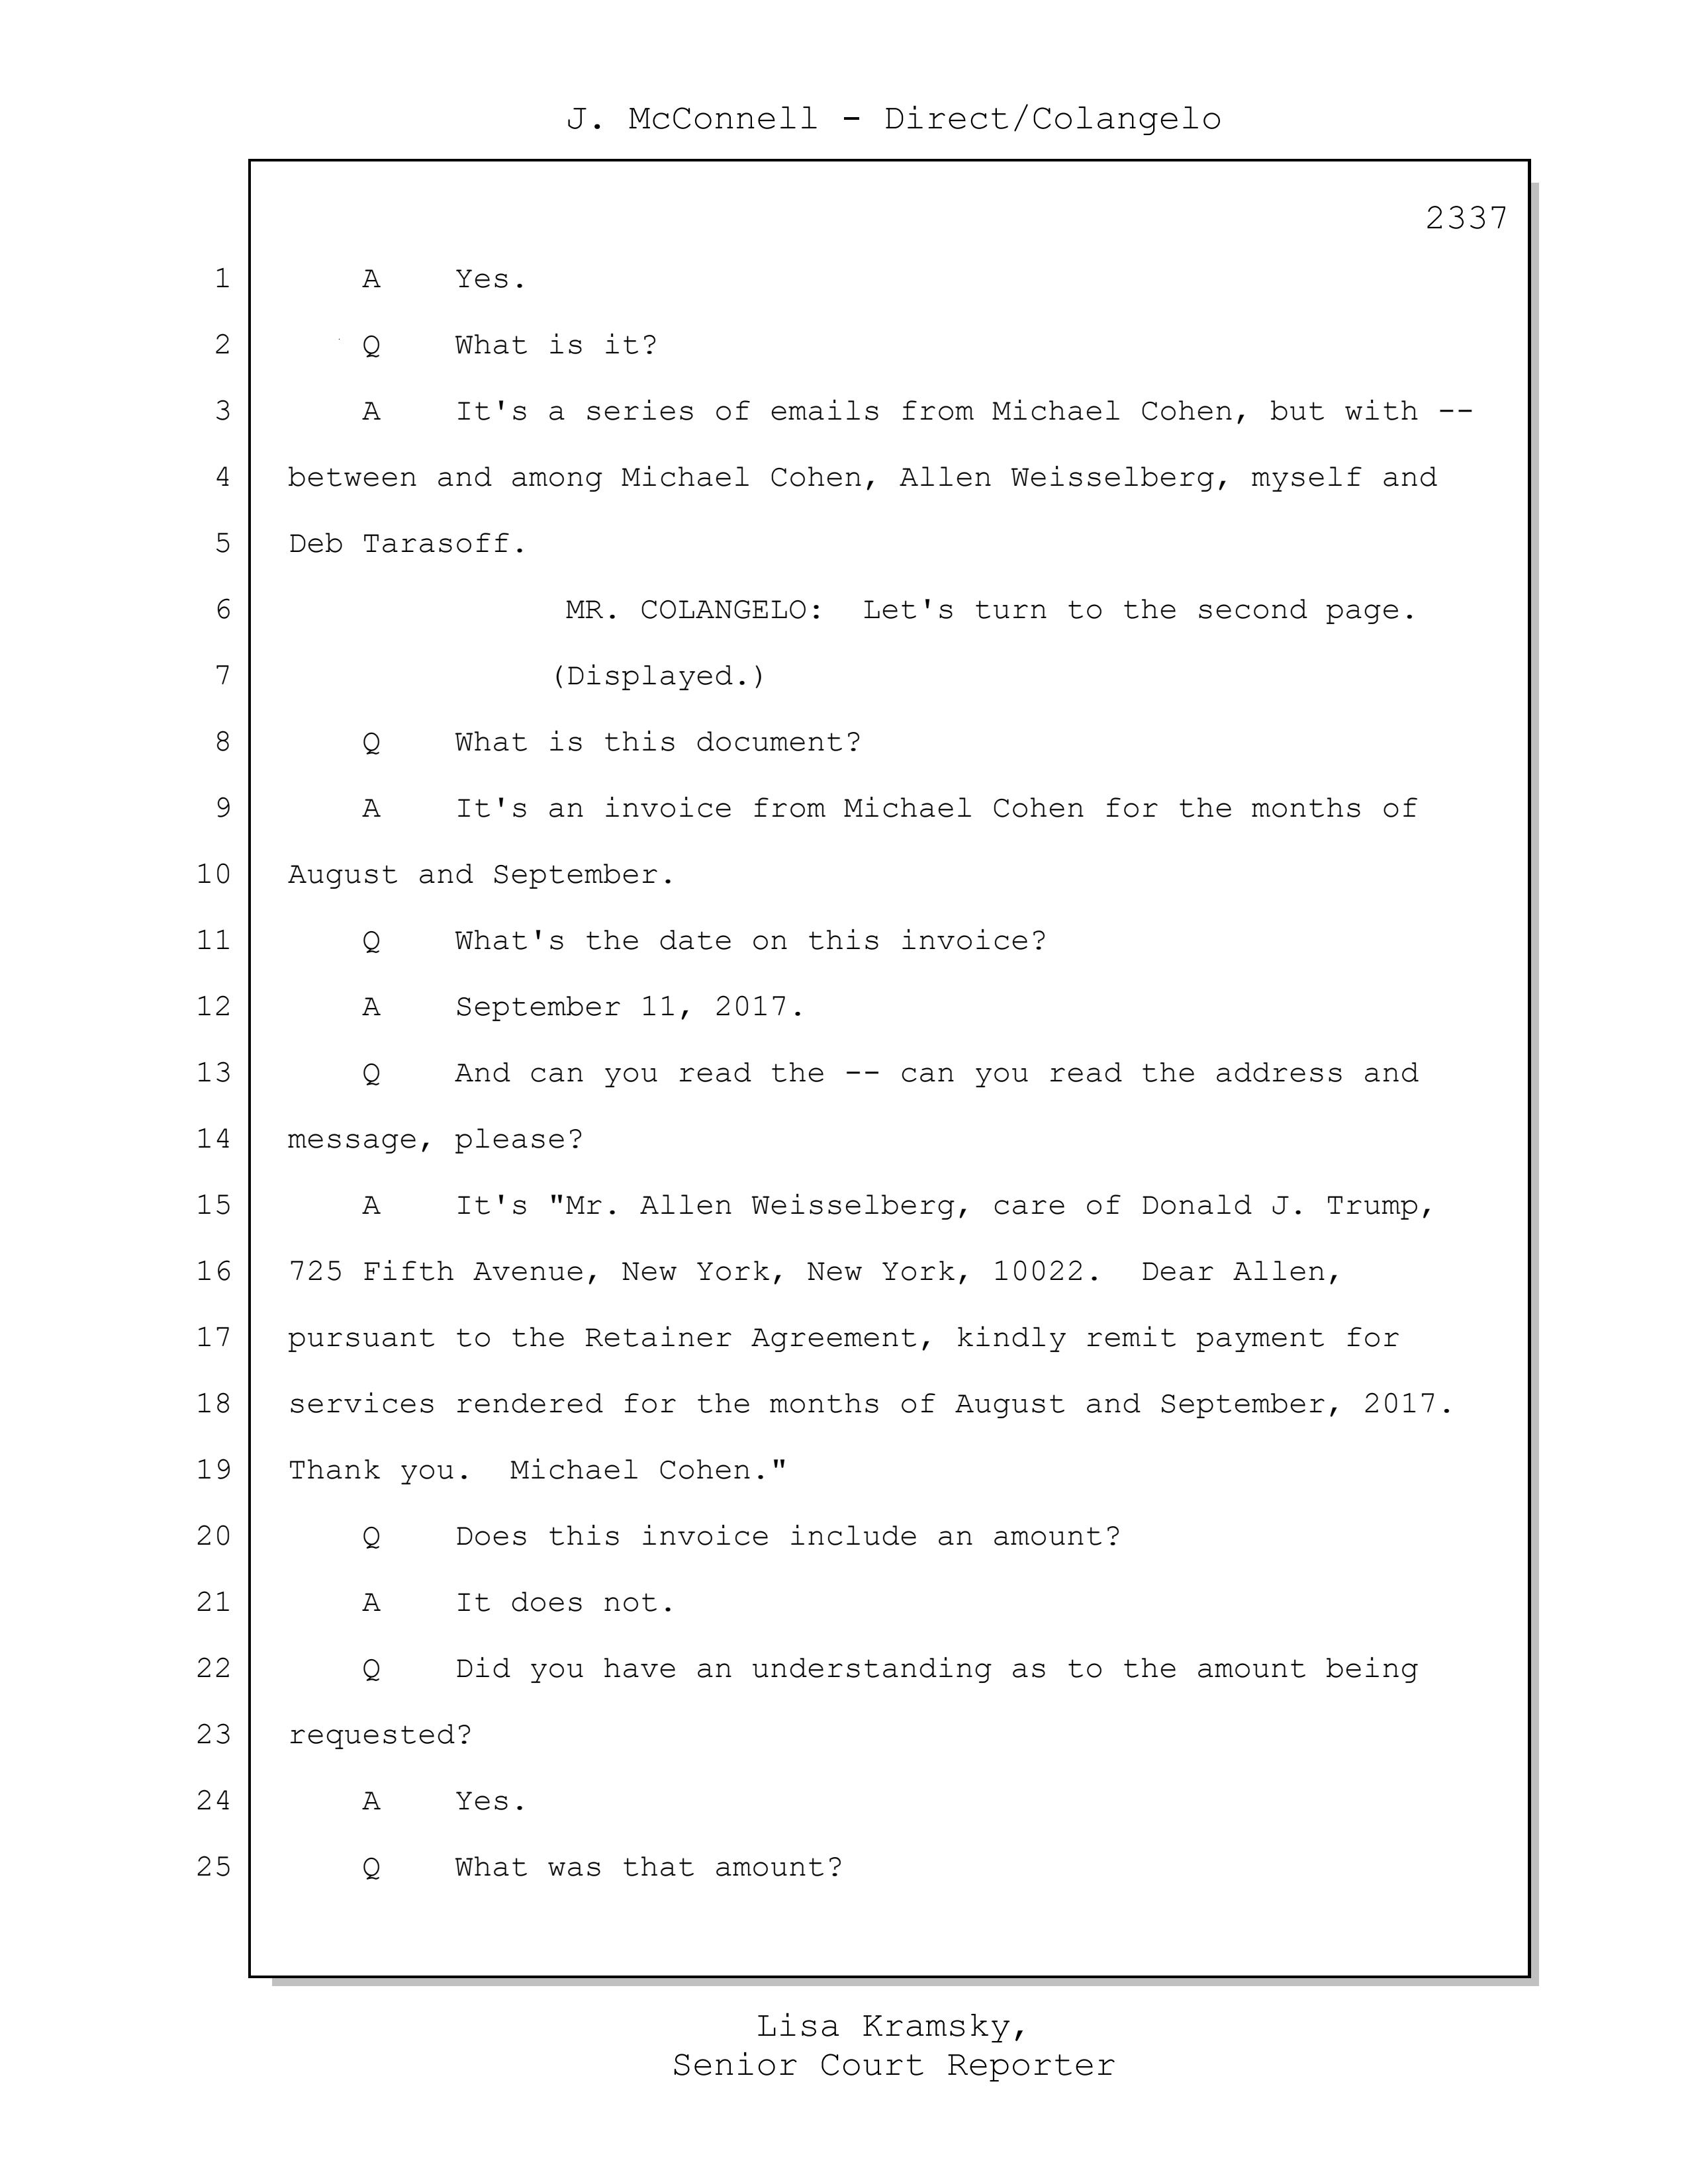 J. McConnell - Direct/Colangelo
2337
1 A Yes.
2 Q What is it?
3 A It's a series of emails from Michael Cohen, but with --
4 between and among Michael Cohen, Allen Weisselberg, myself and
5 Deb Tarasoff.
6 MR. COLANGELO: Let's turn to the second page.
7 (Displayed.)
8 Q What is this document?
9 A It's an invoice from Michael Cohen for the months of
10 August and September.
11 Q What's the date on this invoice?
12 A September 11, 2017.
13 Q And can you read the -- can you read the address and
14 message, please?
15 A It's "Mr. Allen Weisselberg, care of Donald J. Trump,
16 725 Fifth Avenue, New York, New York, 10022. Dear Allen,
17 pursuant to the Retainer Agreement, kindly remit payment for
18 services rendered for the months of August and September, 2017.
19 Thank you. Michael Cohen."
20 Q Does this invoice include an amount?
21 A It does not.
22 Q Did you have an understanding as to the amount being
23 requested?
24 A Yes.
25 Q What was that amount?
Lisa Kramsky,
Senior Court Reporter